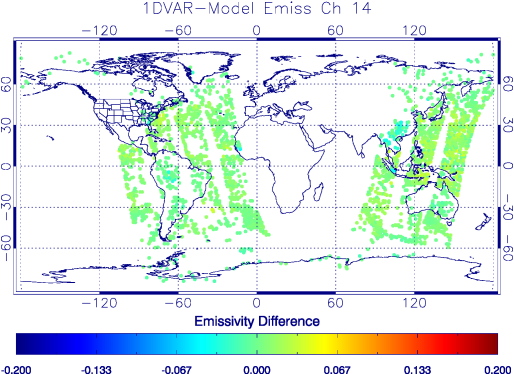 1DVAR-Model Emiss Ch 14
-120 -60 0 60 120
60 60
30 30
0 0
-30 -30
-60 -60
-120 -60 0 60 120
Emissivity Difference
-0.200 -0.133 -0.067 0.000 0.067 0.133 0.200